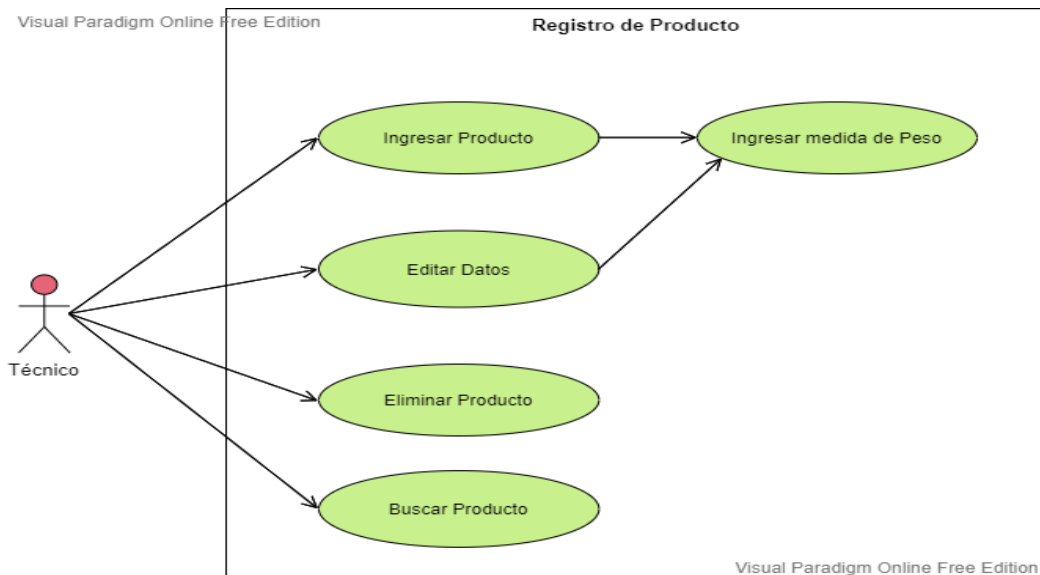 Visual Paradigm Online Free Edition
Registro de Producto
Ingresar Producto
Ingresar medida de Peso
Editar Datos
Técnico
Eliminar Producto
Buscar Producto
Visual Paradigm Online Free Edition